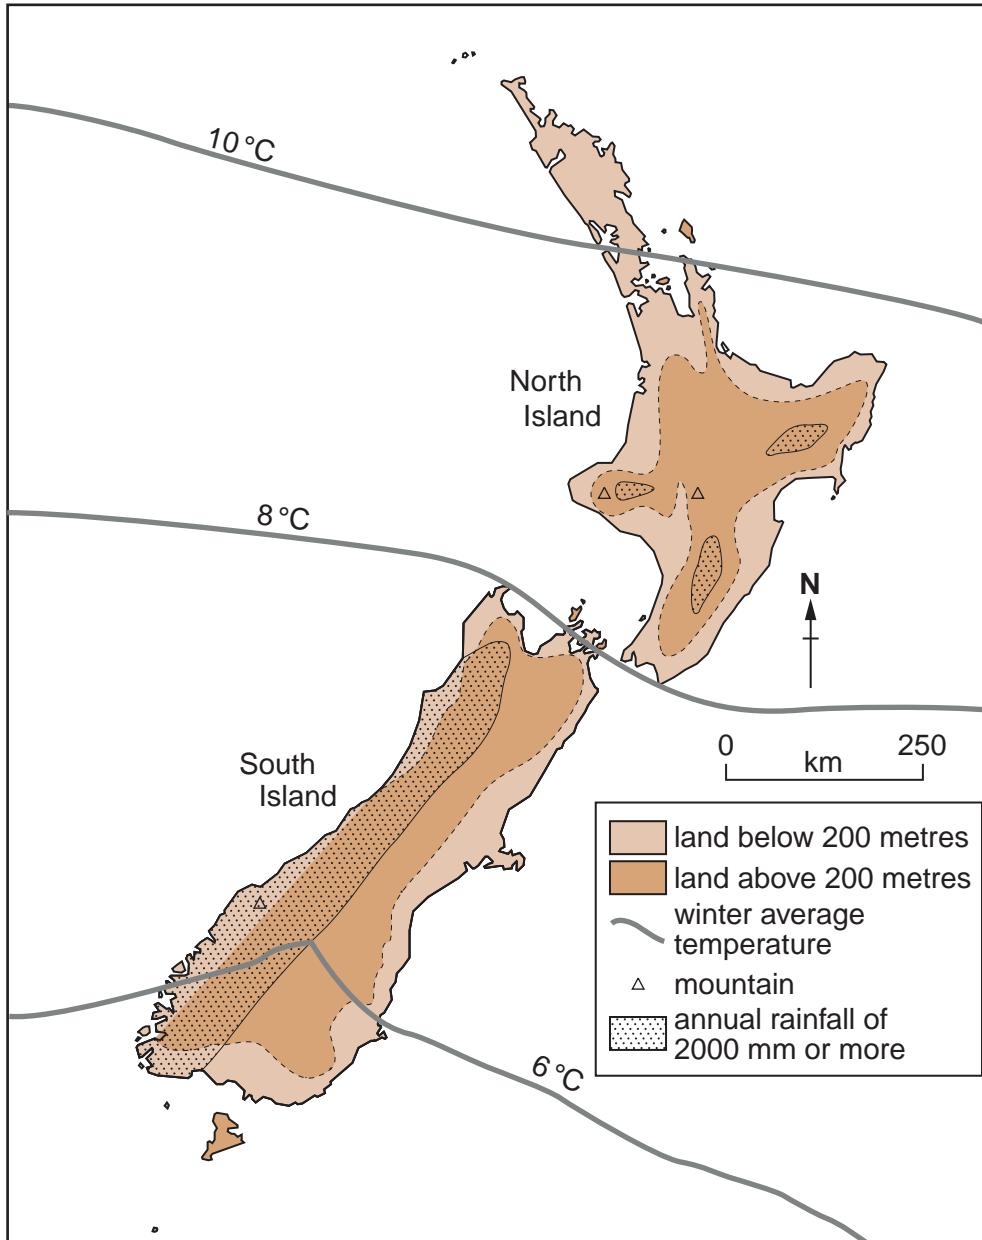 10 °C
North
Island
8 °C
N
0 250
km
South
Island
land below 200 metres
land above 200 metres
winter average
temperature
mountain
annual rainfall of
2000 mm or more
6 °C